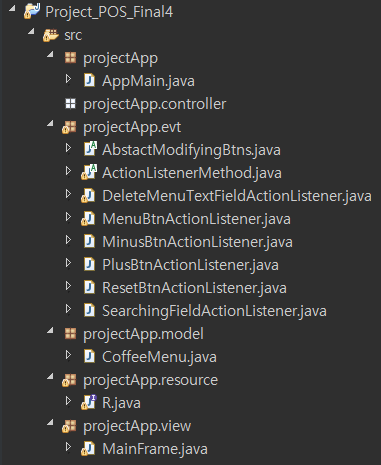 Project_POS_Final4
src
projectApp
AppMain.java
projectApp.controller
projectApp.evt
AbstactModifyingBtns.java
ActionListenerMethod.java
DeleteMenuTextFieldActionListener.java
MenuBtnActionListener.java
MinusBtnActionListener.java
PlusBtnActionListener.java
ResetBtnActionListener.java
SearchingFieldActionListener.java
projectApp.model
CoffeeMenu.java
projectApp.resource
R.java
projectApp.view
MainFrame.java